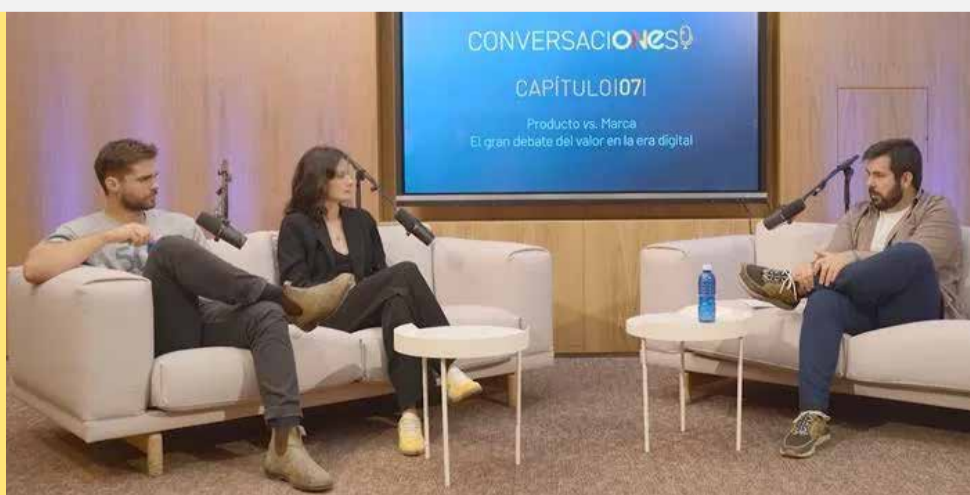 CONVERSACIONES
CAPÍTULO|07|
Producto vs. Marca
El gran debate del valor en la era digital